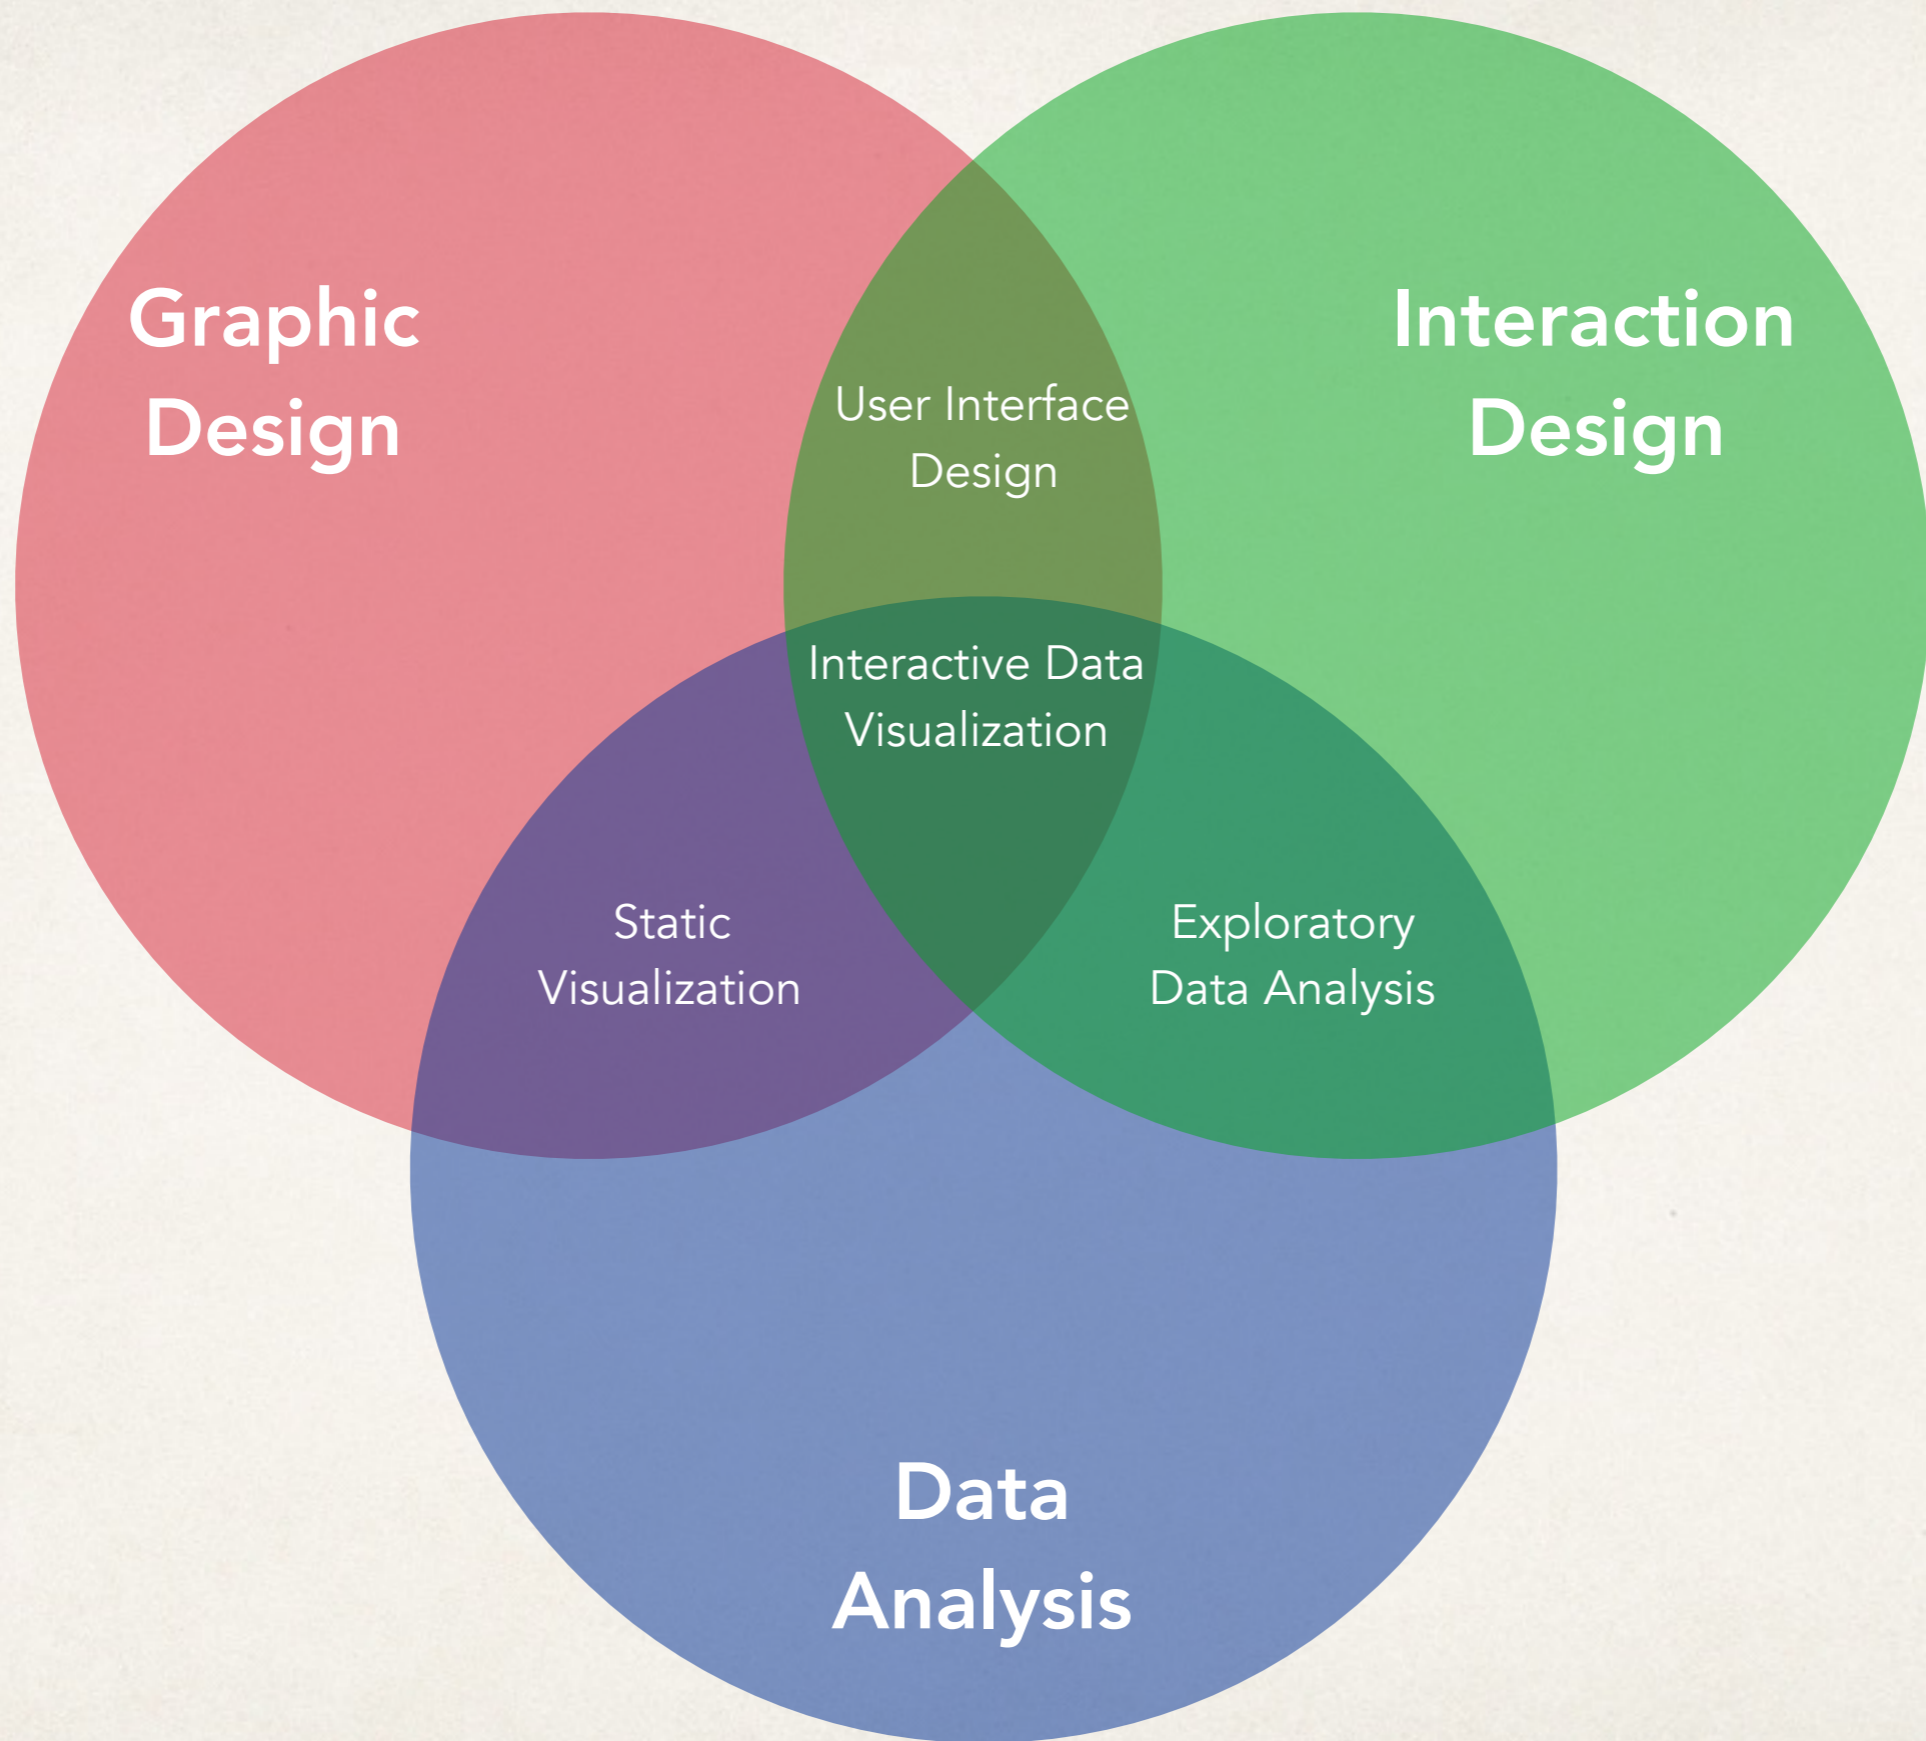 Graphic
Design
Interaction
Design
User Interface
Design
Interactive Data
Visualization
Static
Visualization
Exploratory
Data Analysis
Data
Analysis